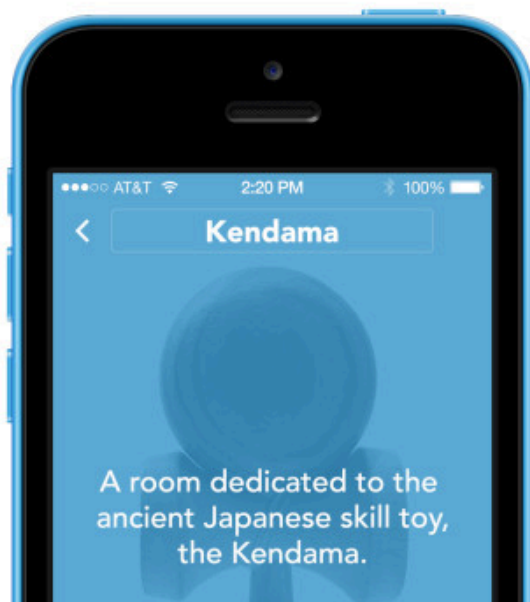 AT&T 2:20 PM 100%
Kendama
A room dedicated to the
ancient Japanese skill toy,
the Kendama.